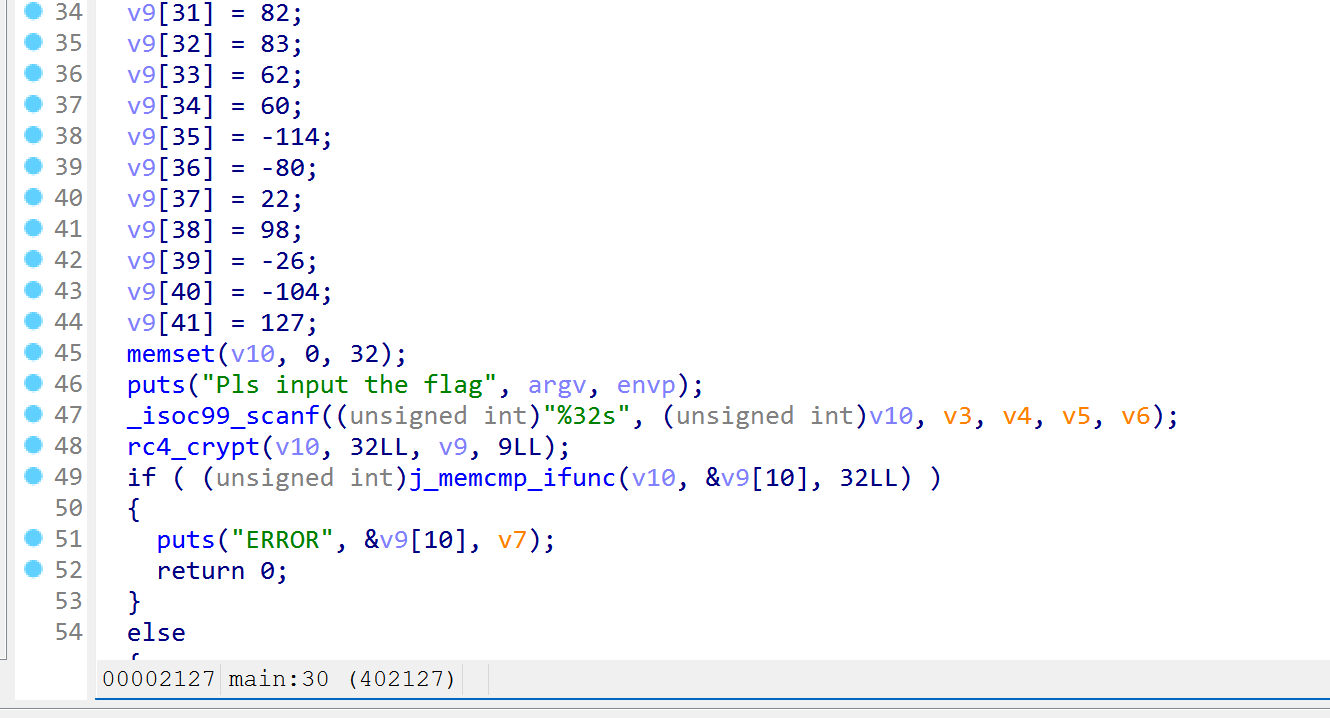 34 v9[31] = 82;
35 v9[32] = 83;
36 v9[33] = 62;
37 v9[34] = 60;
38 v9[35] = -114;
39 v9[36] = -80;
40 v9[37] = 22;
41 v9[38] = 98;
42 v9[39] = -26;
43 v9[40] = -104;
44 v9[41] = 127;
45 memset(v10, 0, 32);
46 puts("Pls input the flag", argv, envp);
47 _isoc99_scanf((unsigned int)"%32s", (unsigned int)v10, v3, v4, v5, v6);
48 rc4_crypt(v10, 32LL, v9, 9LL);
49 if ( (unsigned int)j_memcmp_ifunc(v10, &v9[10], 32LL) )
50 {
51 puts("ERROR", &v9[10], v7);
52 return 0;
53 }
54 else
00002127 main:30 (402127)